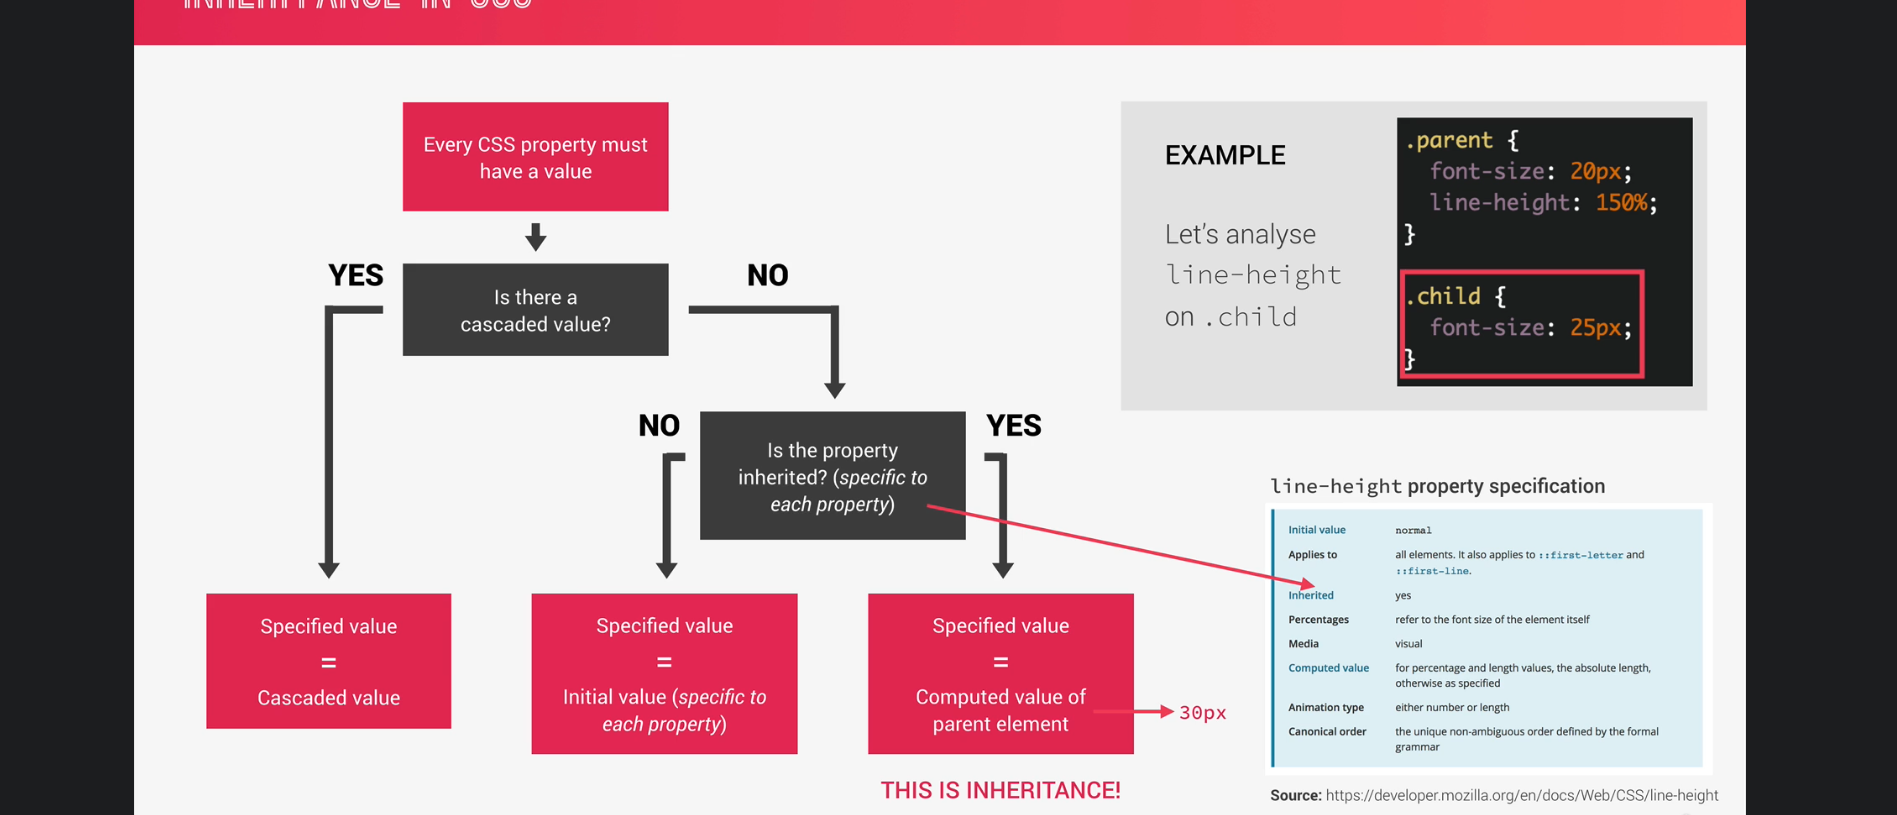 INHERITANCE IN CSS
Every CSS property must
have a value
YES
Is there a
cascaded value?
NO
NO
Is the property
inherited? (specific to
each property)
YES
Specified value
=
Cascaded value
Specified value
=
Initial value (specific to
each property)
Specified value
=
Computed value of
parent element
30px
THIS IS INHERITANCE!
EXAMPLE
Let's analyse
line-height
on .child
.parent {
font-size: 20px;
line-height: 150%;
}
.child {
font-size: 25px;
}
line-height property specification
Initial value normal
Applies to all elements. It also applies to ::first-letter and
::first-line.
Inherited yes
Percentages refer to the font size of the element itself
Media visual
Computed value for percentage and length values, the absolute length,
otherwise as specified
Animation type either number or length
Canonical order the unique non-ambiguous order defined by the formal
grammar
Source: https://developer.mozilla.org/en/docs/Web/CSS/line-height